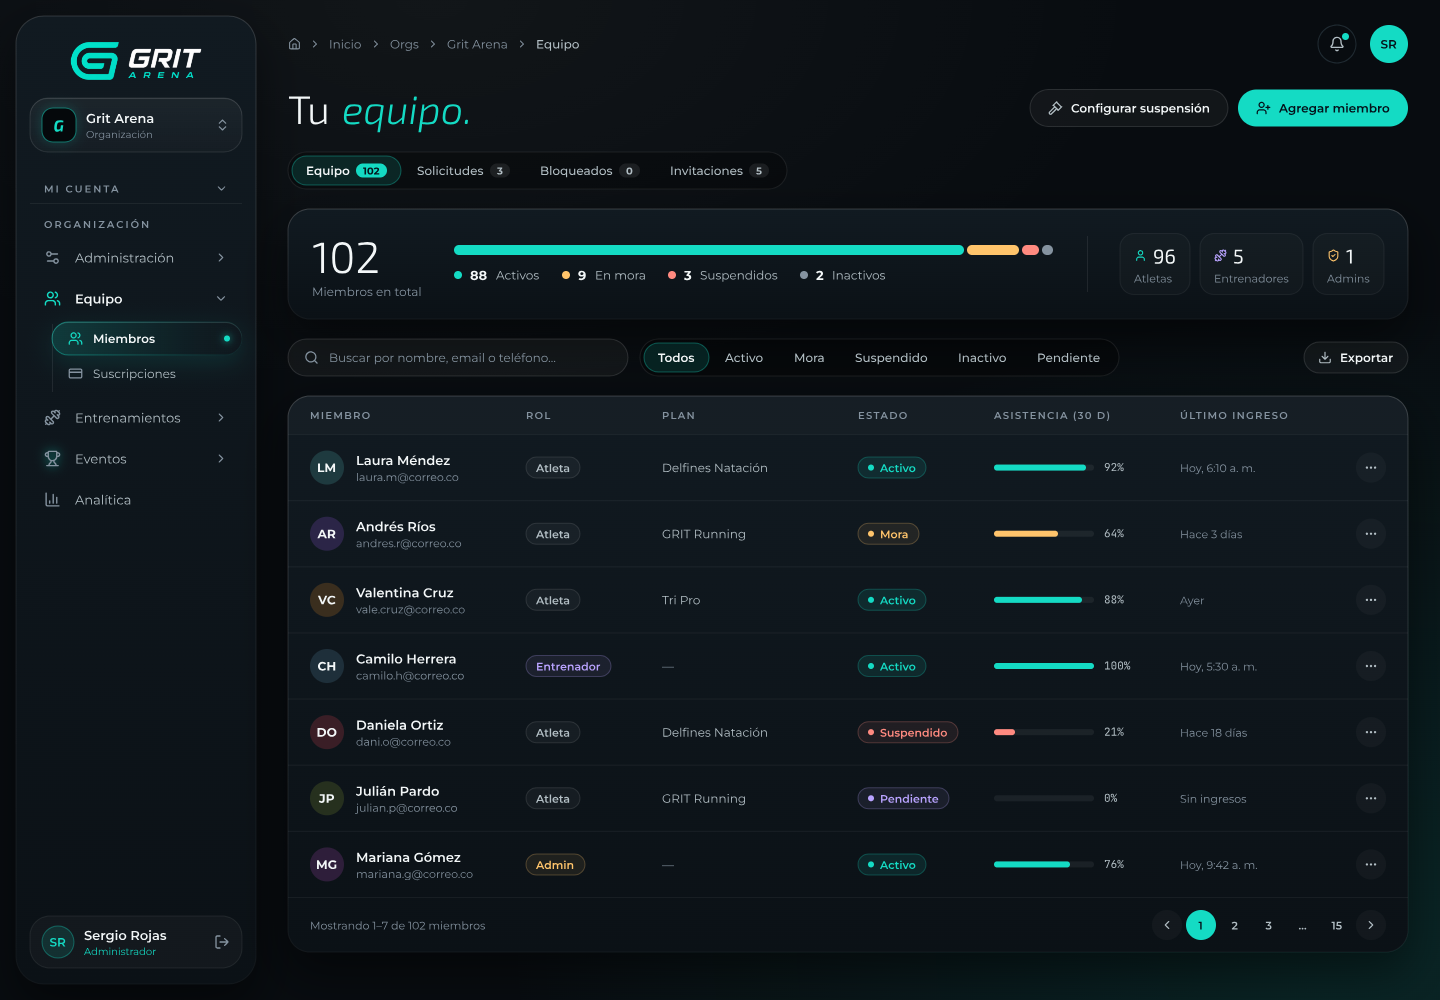 GRIT
ARENA
G
Grit Arena
Organización
MI CUENTA
ORGANIZACIÓN
Administración
Equipo
Miembros
Suscripciones
Entrenamientos
Eventos
Analítica
SR
Sergio Rojas
Administrador
Inicio
Orgs
Grit Arena
Equipo
SR
Tu equipo.
Configurar suspensión
Agregar miembro
Equipo 102
Solicitudes 3
Bloqueados 0
Invitaciones 5
102
Miembros en total
88 Activos
9 En mora
3 Suspendidos
2 Inactivos
96
Atletas
5
Entrenadores
1
Admins
Buscar por nombre, email o teléfono...
Todos
Activo
Mora
Suspendido
Inactivo
Pendiente
Exportar
MIEMBRO ROL PLAN ESTADO ASISTENCIA (30 D) ÚLTIMO INGRESO
LM Laura Méndez Atleta Delfines Natación Activo 92% Hoy, 6:10 a. m. ...
laura.m@correo.co
AR Andrés Ríos Atleta GRIT Running Mora 64% Hace 3 días ...
andres.r@correo.co
VC Valentina Cruz Atleta Tri Pro Activo 88% Ayer ...
vale.cruz@correo.co
CH Camilo Herrera Entrenador — Activo 100% Hoy, 5:30 a. m. ...
camilo.h@correo.co
DO Daniela Ortiz Atleta Delfines Natación Suspendido 21% Hace 18 días ...
dani.o@correo.co
JP Julián Pardo Atleta GRIT Running Pendiente 0% Sin ingresos ...
julian.p@correo.co
MG Mariana Gómez Admin — Activo 76% Hoy, 9:42 a. m. ...
mariana.g@correo.co
Mostrando 1–7 de 102 miembros
1 2 3 ... 15